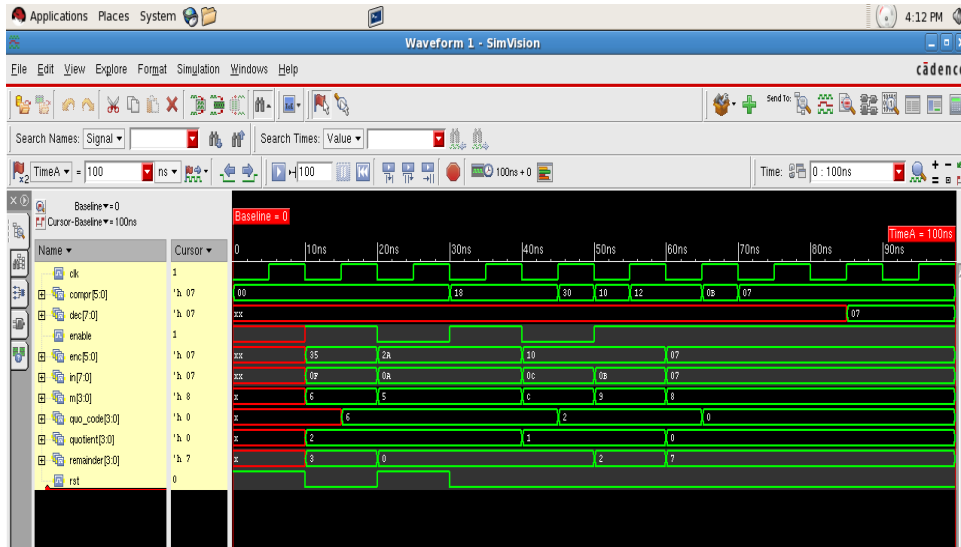 Applications Places System 4:12 PM
Waveform 1 - SimVision
File Edit View Explore Format Simulation Windows Help cādence
Send To:
Search Names: Signal Search Times: Value
x2 TimeA = 100 ns 100 100ns + 0 Time: 0 : 100ns
Baseline = 0
Cursor-Baseline = 100ns
Baseline = 0
TimeA = 100ns
Name Cursor 0 10ns 20ns 30ns 40ns 50ns 60ns 70ns 80ns 90ns
clk 1
compr[5:0] 'h 07 00 18 30 10 12 0B 07
dec[7:0] 'h 07 xx 07
enable 1
enc[5:0] 'h 07 xx 35 2A 10 07
in[7:0] 'h 07 xx 0F 0A 0C 0B 07
m[3:0] 'h 8 x 6 5 c 9 8
quo_code[3:0] 'h 0 x 6 2 0
quotient[3:0] 'h 0 x 2 1 0
remainder[3:0] 'h 7 x 3 0 2 7
rst 0